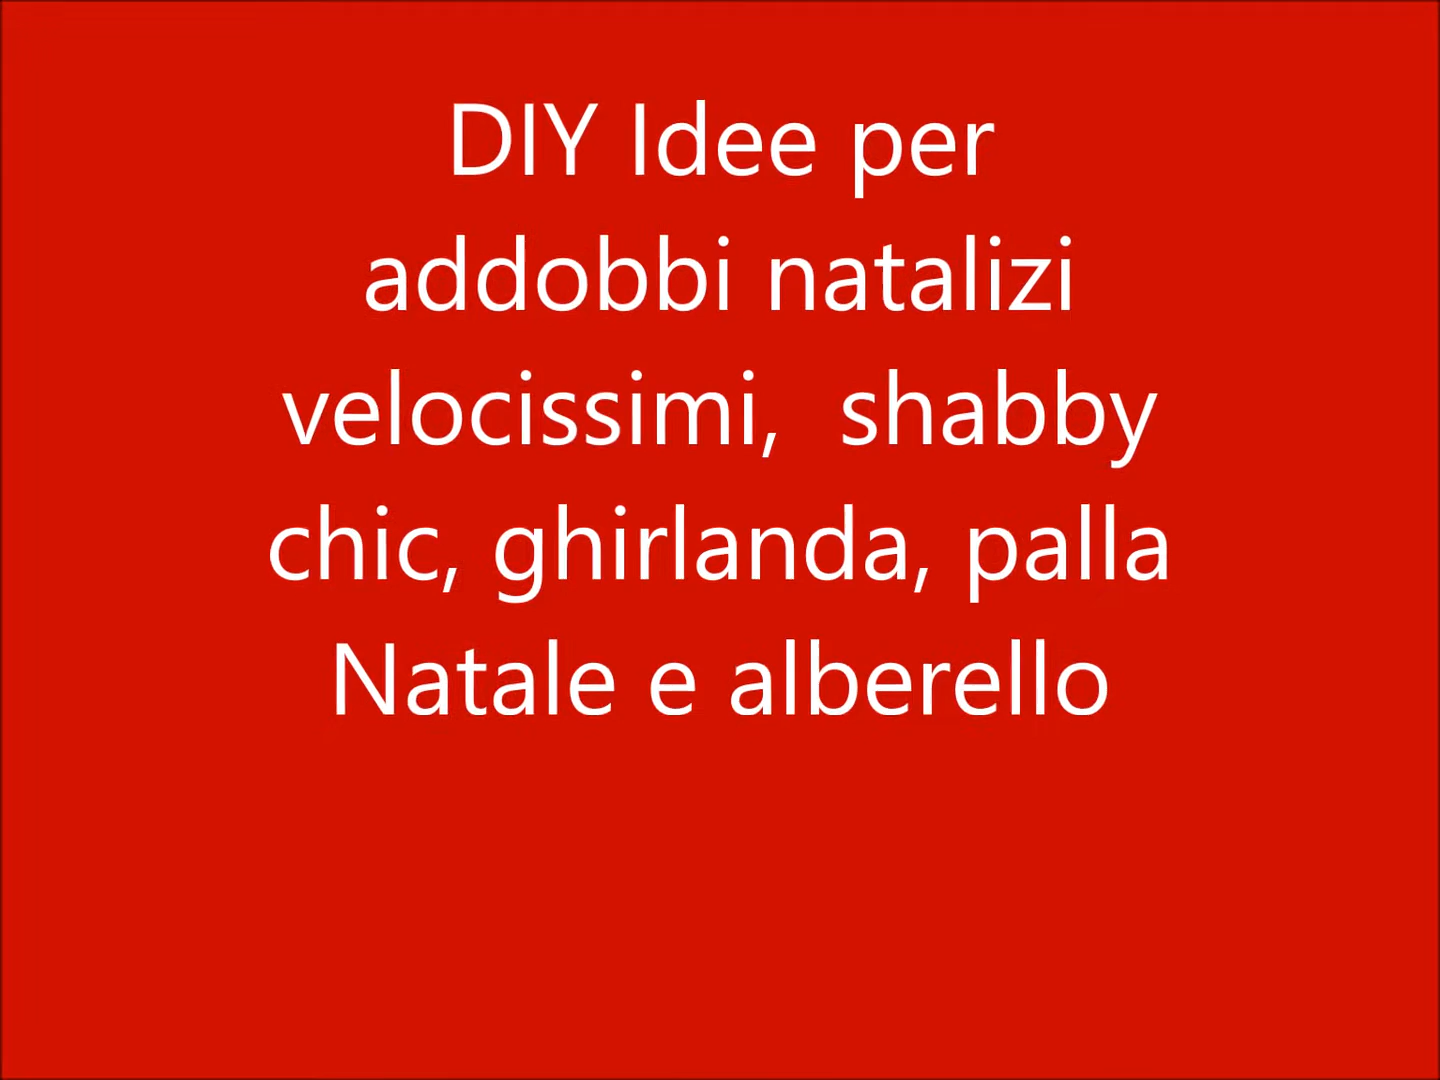 DIY Idee per
addobbi natalizi
velocissimi,  shabby
chic, ghirlanda, palla
Natale e alberello